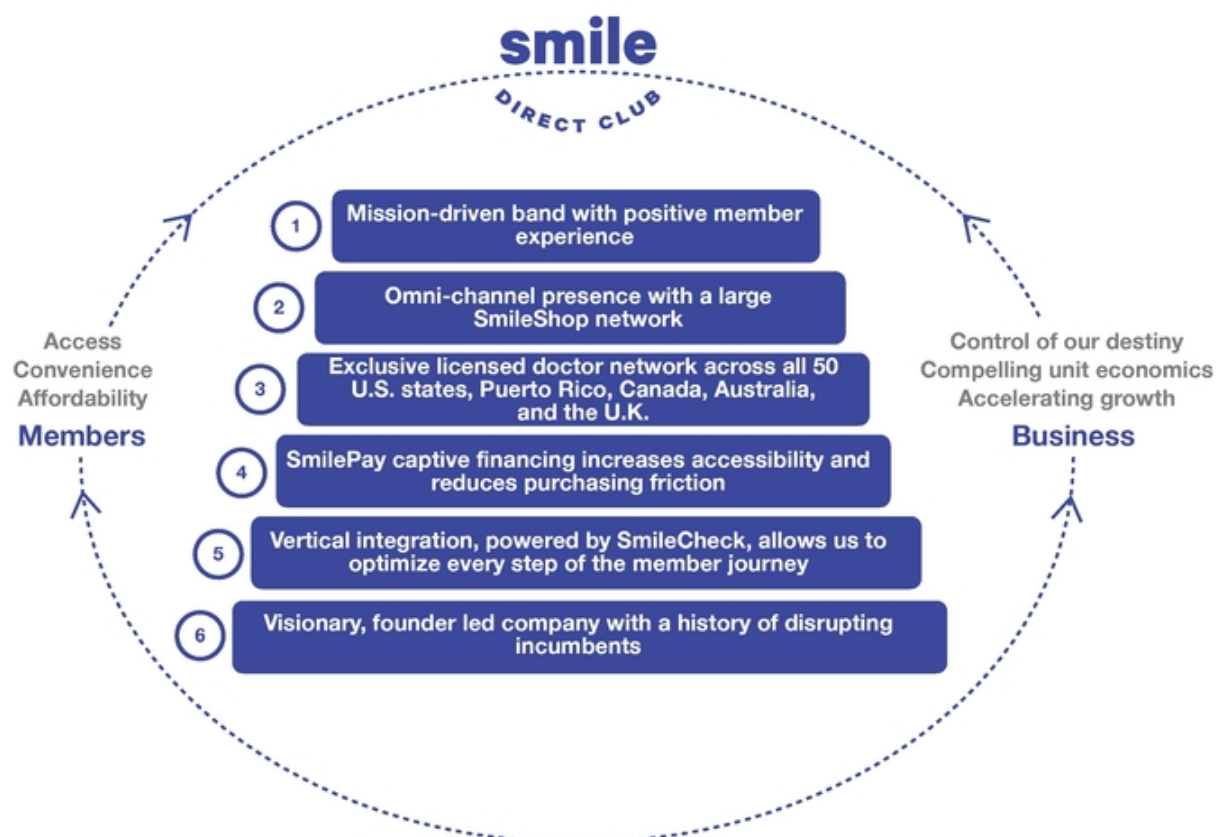 smile
DIRECT CLUB
1
Mission-driven band with positive member
experience
2
Omni-channel presence with a large
SmileShop network
3
Exclusive licensed doctor network across all 50
U.S. states, Puerto Rico, Canada, Australia,
and the U.K.
4
SmilePay captive financing increases accessibility and
reduces purchasing friction
5
Vertical integration, powered by SmileCheck, allows us to
optimize every step of the member journey
6
Visionary, founder led company with a history of disrupting
incumbents
Access
Convenience
Affordability
Members
Control of our destiny
Compelling unit economics
Accelerating growth
Business